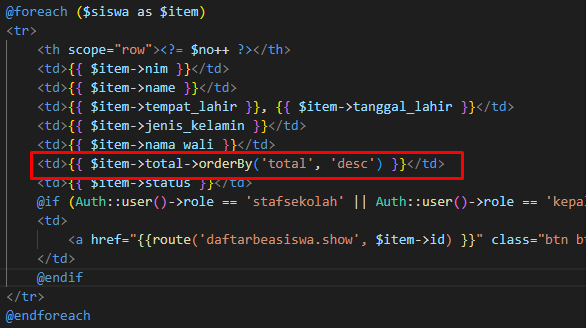 @foreach ($siswa as $item)
<tr>
<th scope="row"><?= $no++ ?></th>
<td>{{ $item->nim }}</td>
<td>{{ $item->name }}</td>
<td>{{ $item->tempat_lahir }}, {{ $item->tanggal_lahir }}</td>
<td>{{ $item->jenis_kelamin }}</td>
<td>{{ $item->nama wali }}</td>
<td>{{ $item->total->orderBy('total', 'desc') }}</td>
<td>{{ $item->status }}</td>
@if (Auth::user()->role == 'stafsekolah' || Auth::user()->role == 'kepa
<td>
<a href="{{route('daftarbeasiswa.show', $item->id) }}" class="btn b
</td>
@endif
</tr>
@endforeach